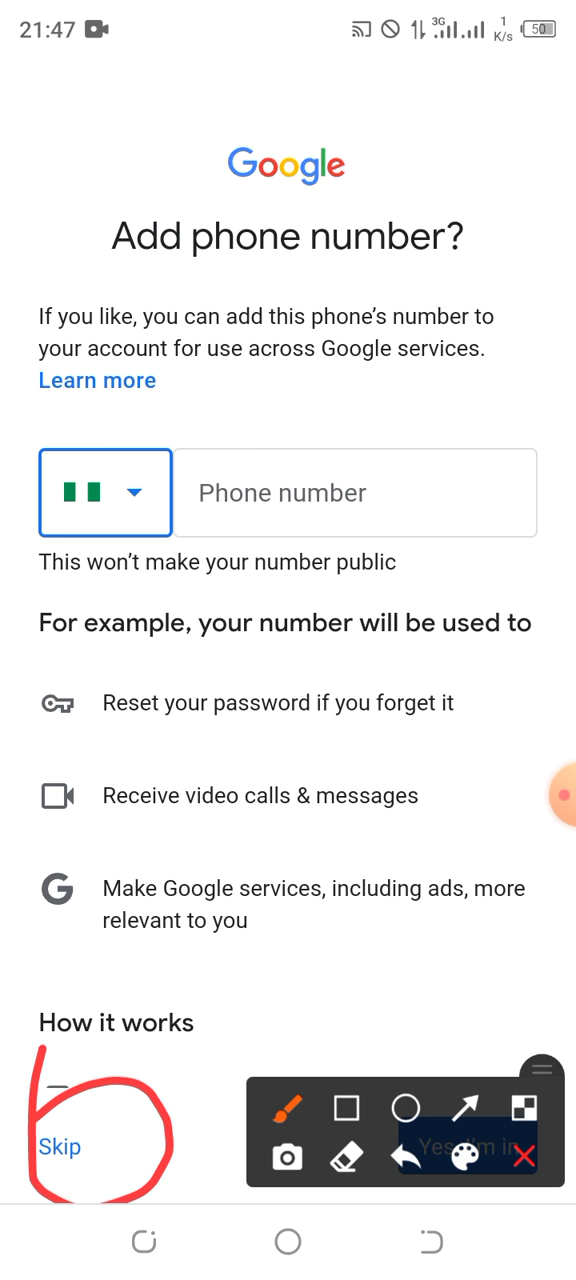 21:47
3G
1
K/s
50
Google
Add phone number?
If you like, you can add this phone’s number to
your account for use across Google services.
Learn more
Phone number
This won’t make your number public
For example, your number will be used to
Reset your password if you forget it
Receive video calls & messages
G
Make Google services, including ads, more
relevant to you
How it works
Skip
Yes, I’m in